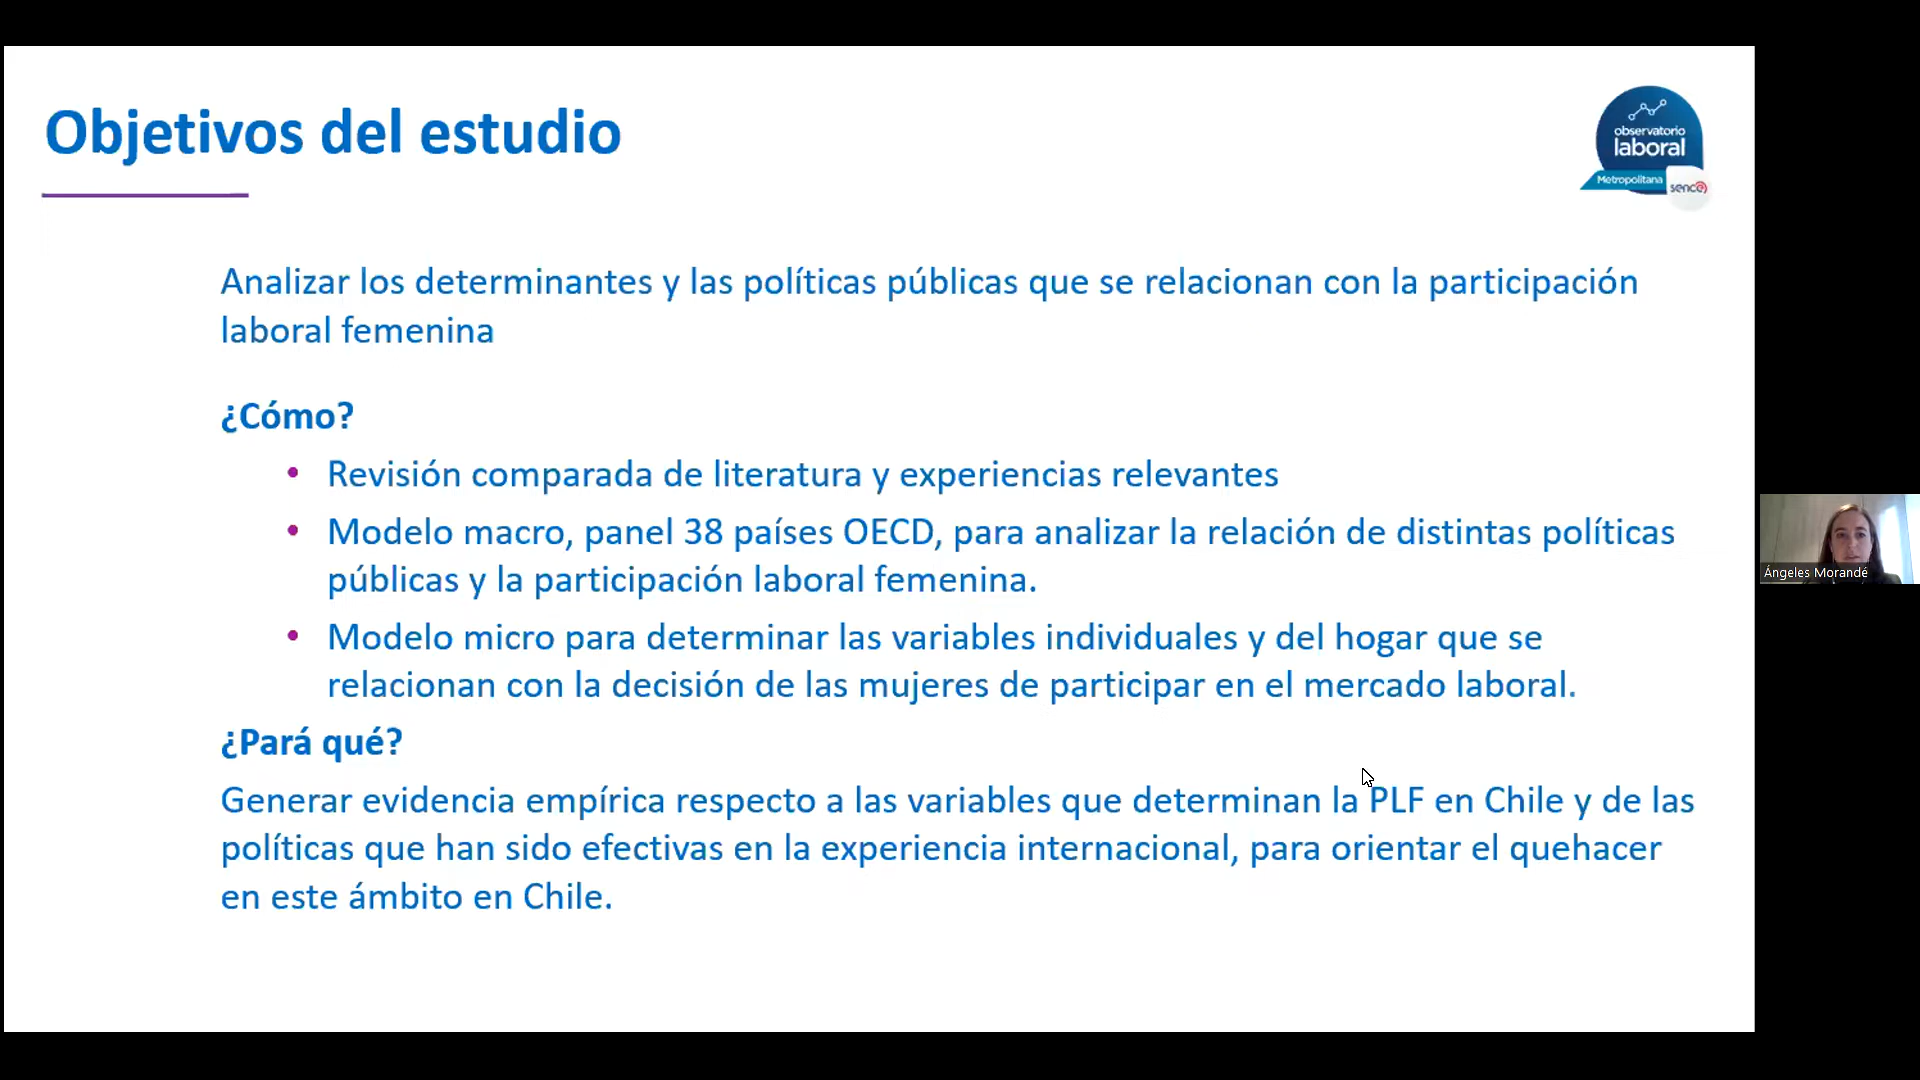 Objetivos del estudio
observatorio
laboral
Metropolitana
sence
Analizar los determinantes y las políticas públicas que se relacionan con la participación
laboral femenina
¿Cómo?
• Revisión comparada de literatura y experiencias relevantes
• Modelo macro, panel 38 países OECD, para analizar la relación de distintas políticas
públicas y la participación laboral femenina.
• Modelo micro para determinar las variables individuales y del hogar que se
relacionan con la decisión de las mujeres de participar en el mercado laboral.
¿Pará qué?
Generar evidencia empírica respecto a las variables que determinan la PLF en Chile y de las
políticas que han sido efectivas en la experiencia internacional, para orientar el quehacer
en este ámbito en Chile.
Ángeles Morandé